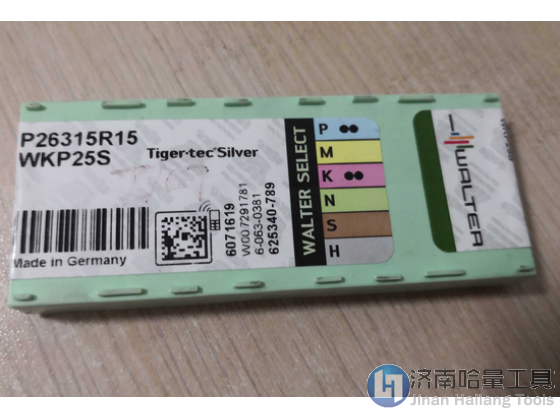 P26315R15
WKP25S
Tiger·tec®Silver
Made in Germany
6071619
W007291781
6-063-0381
625340-789
WALTER SELECT
P
M
K
N
S
H
WALTER
济南哈量工具
Jinan Haliang Tools